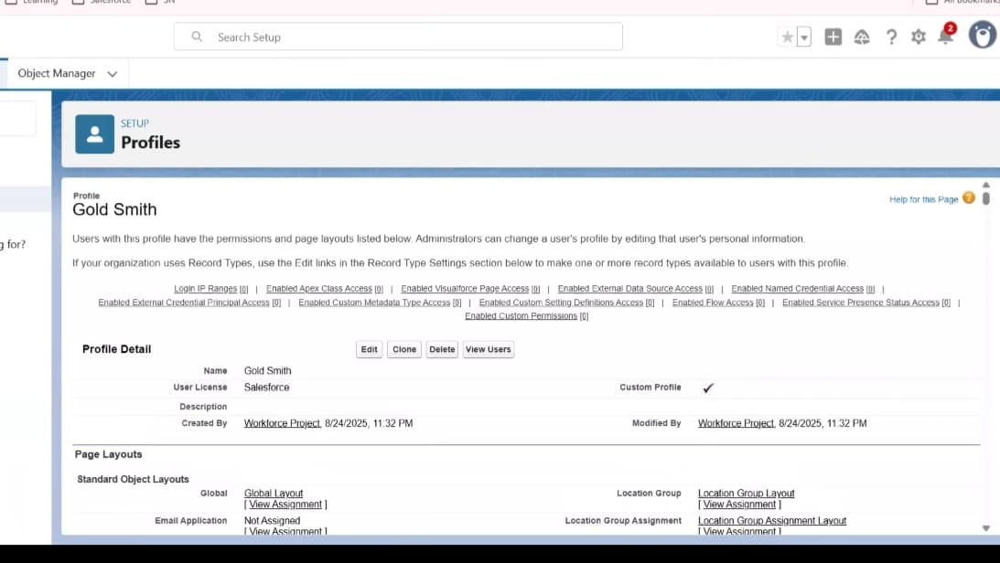 Learning Salesforce SN All Bookmarks
Search Setup
2
Object Manager
SETUP
Profiles
g for?
Profile
Gold Smith
Help for this Page
Users with this profile have the permissions and page layouts listed below. Administrators can change a user's profile by editing that user's personal information.
If your organization uses Record Types, use the Edit links in the Record Type Settings section below to make one or more record types available to users with this profile.
Login IP Ranges [0] | Enabled Apex Class Access [0] | Enabled Visualforce Page Access [0] | Enabled External Data Source Access [0] | Enabled Named Credential Access [0] |
Enabled External Credential Principal Access [0] | Enabled Custom Metadata Type Access [0] | Enabled Custom Setting Definitions Access [0] | Enabled Flow Access [0] | Enabled Service Presence Status Access [0] |
Enabled Custom Permissions [0]
Profile Detail Edit Clone Delete View Users
Name Gold Smith
User License Salesforce Custom Profile ✓
Description
Created By Workforce Project, 8/24/2025, 11:32 PM Modified By Workforce Project, 8/24/2025, 11:32 PM
Page Layouts
Standard Object Layouts
Global Global Layout Location Group Location Group Layout
[ View Assignment ] [ View Assignment ]
Email Application Not Assigned Location Group Assignment Location Group Assignment Layout
[ View Assignment ] [ View Assignment ]